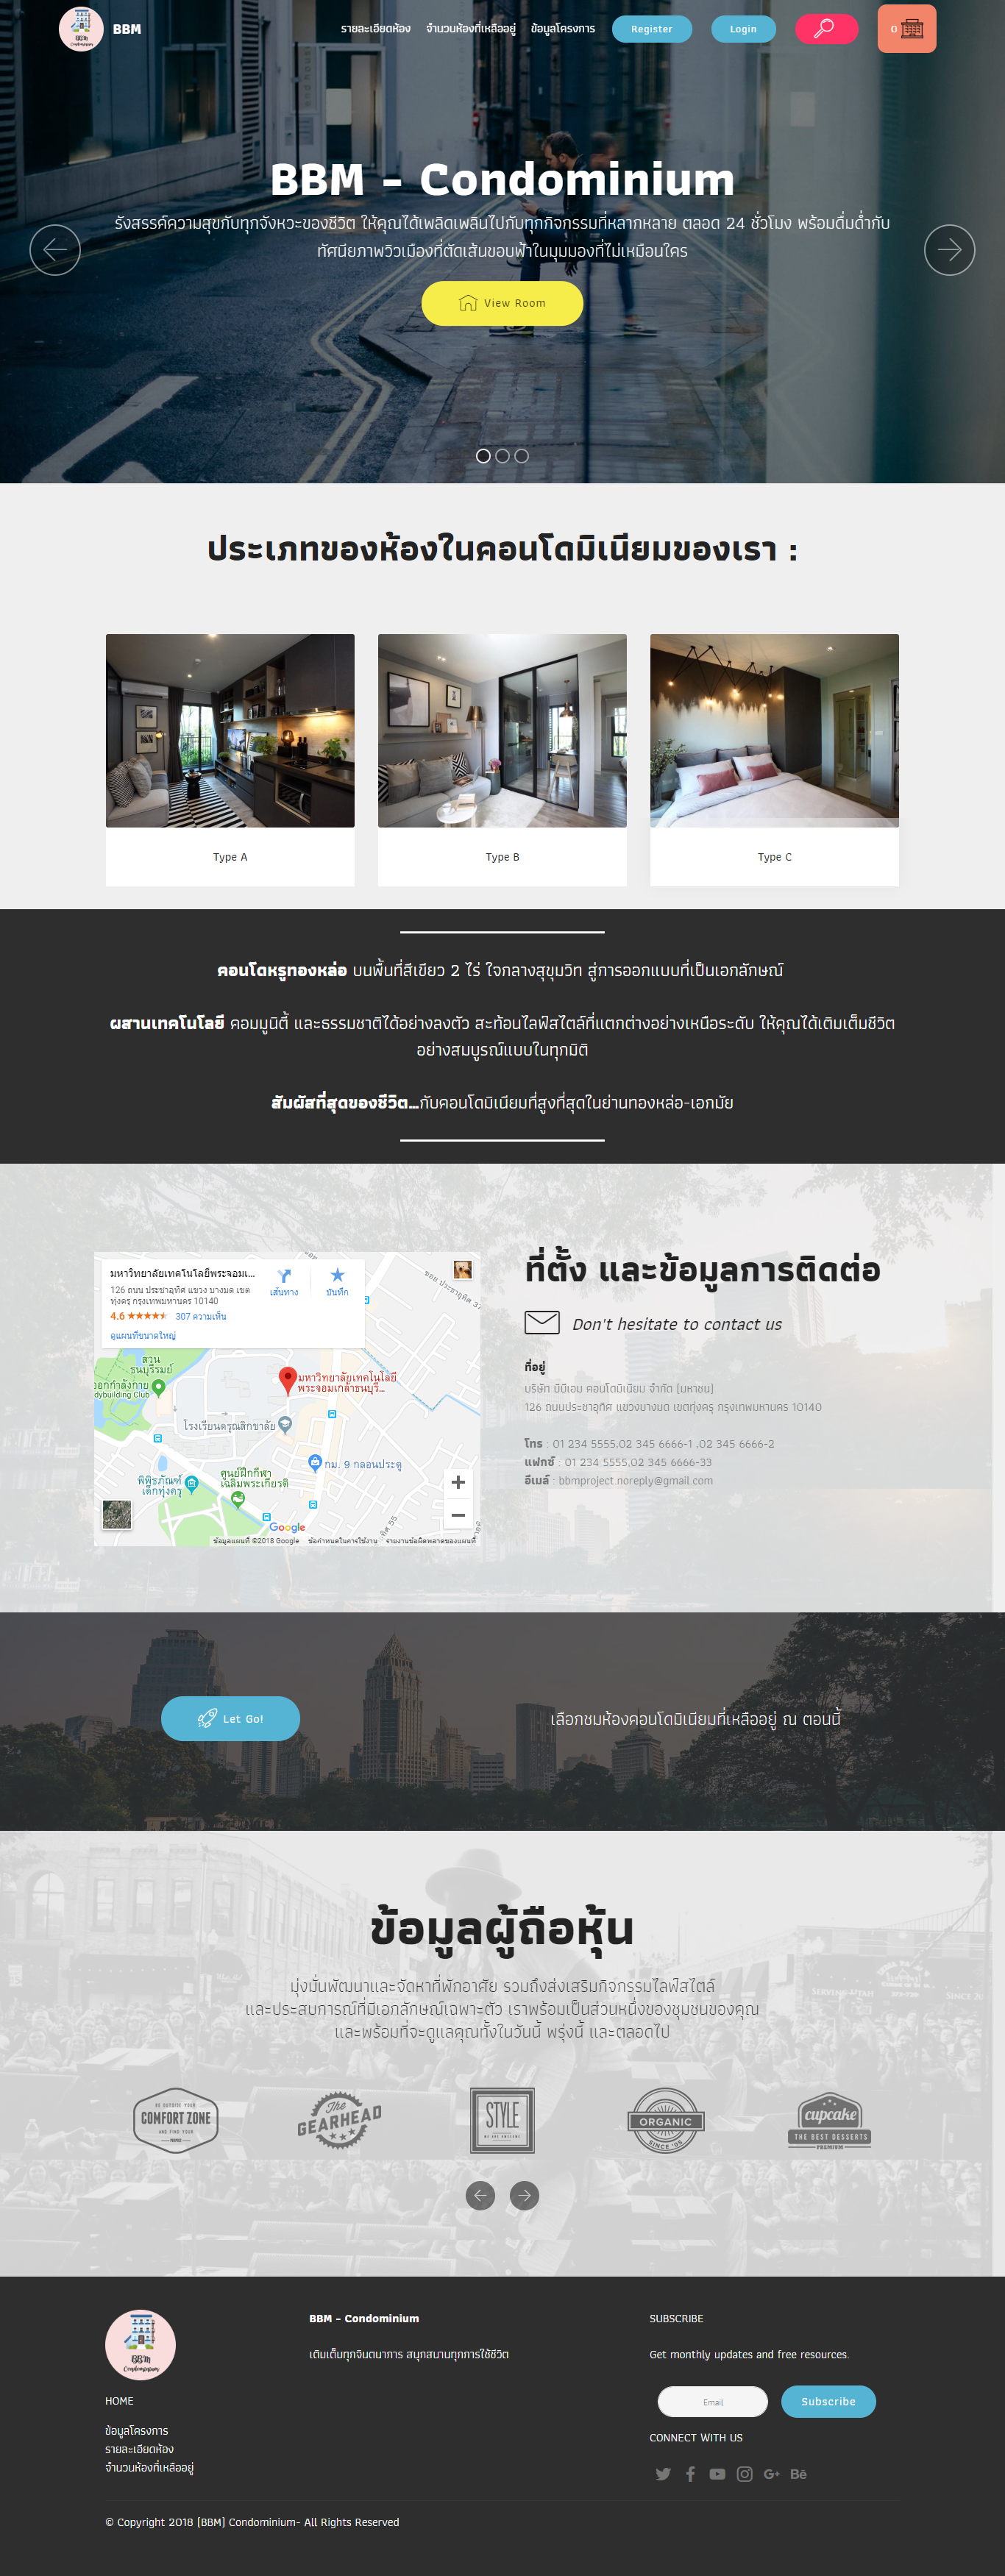 BBM
Condominium
BBM
รายละเอียดห้อง
จำนวนห้องที่เหลืออยู่
ข้อมูลโครงการ
Register
Login
0
BBM - Condominium
รังสรรค์ความสุขกับทุกจังหวะของชีวิต ให้คุณได้เพลิดเพลินไปกับทุกกิจกรรมที่หลากหลาย ตลอด 24 ชั่วโมง พร้อมดื่มด่ำกับ
ทัศนียภาพวิวเมืองที่ตัดเส้นขอบฟ้าในมุมมองที่ไม่เหมือนใคร
View Room
ประเภทของห้องในคอนโดมิเนียมของเรา :
Type A
Type B
Type C
คอนโดหรูทองหล่อ บนพื้นที่สีเขียว 2 ไร่ ใจกลางสุขุมวิท สู่การออกแบบที่เป็นเอกลักษณ์
ผสานเทคโนโลยี คอมมูนิตี้ และธรรมชาติได้อย่างลงตัว สะท้อนไลฟ์สไตล์ที่แตกต่างอย่างเหนือระดับ ให้คุณได้เติมเต็มชีวิต
อย่างสมบูรณ์แบบในทุกมิติ
สัมผัสที่สุดของชีวิต...กับคอนโดมิเนียมที่สูงที่สุดในย่านทองหล่อ-เอกมัย
มหาวิทยาลัยเทคโนโลยีพระจอมเ...
126 ถนน ประชาอุทิศ แขวง บางมด เขต
ทุ่งครุ กรุงเทพมหานคร 10140
4.6
307 ความเห็น
ดูแผนที่ขนาดใหญ่
เส้นทาง
บันทึก
ซอย ประชาอุทิศ 3
สวน
ธนบุรีรมย์
ออกกำลังกาย
dybuilding Club
มหาวิทยาลัยเทคโนโลยี
พระจอมเกล้าธนบุรี...
โรงเรียนดรุณสิกขาลัย
กม. 9 กลอนประตู
พิพิธภัณฑ์
เด็กทุ่งครุ
ศูนย์ฝึกกีฬา
เฉลิมพระเกียรติ
ทิศ 55
Google
ข้อมูลแผนที่ ©2018 Google
ข้อกำหนดในการใช้งาน
รายงานข้อผิดพลาดของแผนที่
ที่ตั้ง และข้อมูลการติดต่อ
Don't hesitate to contact us
ที่อยู่
บริษัท บีบีเอม คอนโดมิเนียม จำกัด (มหาชน)
126 ถนนประชาอุทิศ แขวงบางมด เขตทุ่งครุ กรุงเทพมหานคร 10140
โทร : 01 234 5555,02 345 6666-1 ,02 345 6666-2
แฟกซ์ : 01 234 5555,02 345 6666-33
อีเมล์ : bbmproject.noreply@gmail.com
Let Go!
เลือกชมห้องคอนโดมิเนียมที่เหลืออยู่ ณ ตอนนี้
ข้อมูลผู้ถือหุ้น
มุ่งมั่นพัฒนาและจัดหาที่พักอาศัย รวมถึงส่งเสริมกิจกรรมไลฟ์สไตล์
และประสบการณ์ที่มีเอกลักษณ์เฉพาะตัว เราพร้อมเป็นส่วนหนึ่งของชุมชนของคุณ
และพร้อมที่จะดูแลคุณทั้งในวันนี้ พรุ่งนี้ และตลอดไป
COMFORT ZONE
AND FIND YOUR
The
GEARHEAD
STYLE
WE ARE AWESOME
ORGANIC
SINCE '05
cupcake
THE BEST DESSERTS
PREMIUM
BBM
Condominium
HOME
ข้อมูลโครงการ
รายละเอียดห้อง
จำนวนห้องที่เหลืออยู่
BBM - Condominium
เติมเต็มทุกจินตนาการ สนุกสนานทุกการใช้ชีวิต
SUBSCRIBE
Get monthly updates and free resources.
Email
Subscribe
CONNECT WITH US
© Copyright 2018 (BBM) Condominium- All Rights Reserved